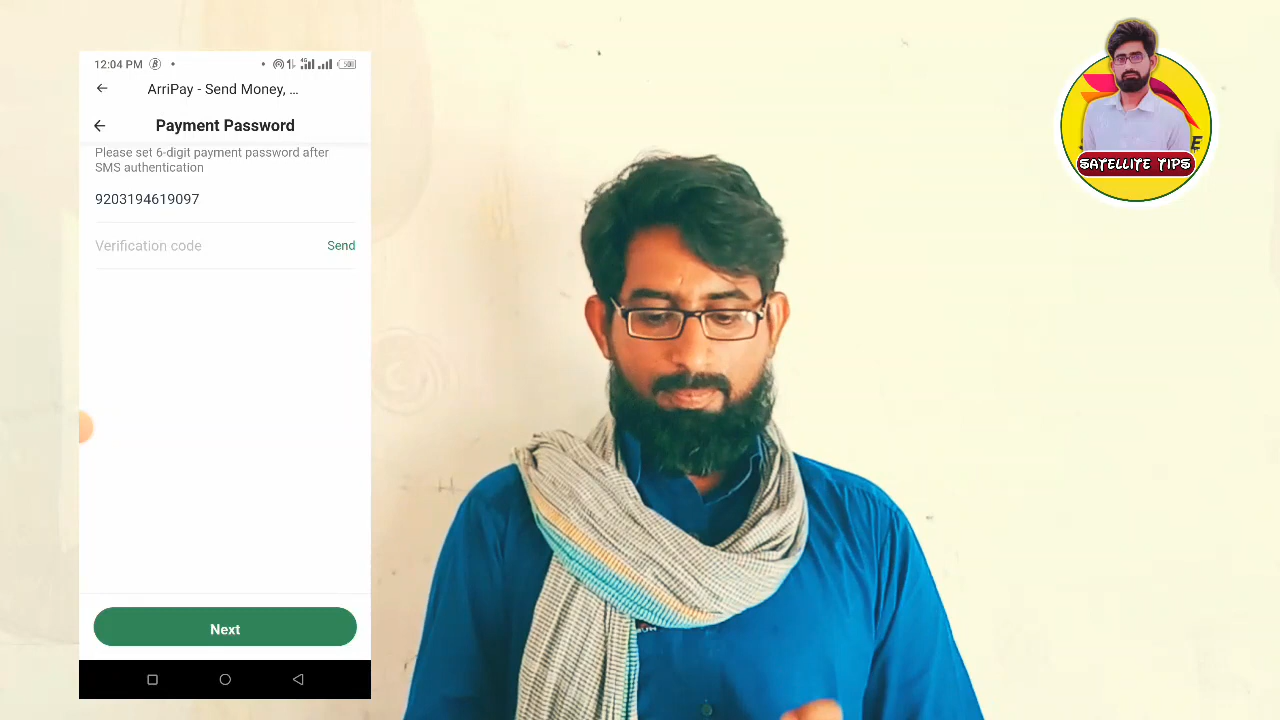 12:04 PM
ArriPay - Send Money, ...
Payment Password
Please set 6-digit payment password after
SMS authentication
9203194619097
Verification code
Send
Next
SATELLITE TIPS